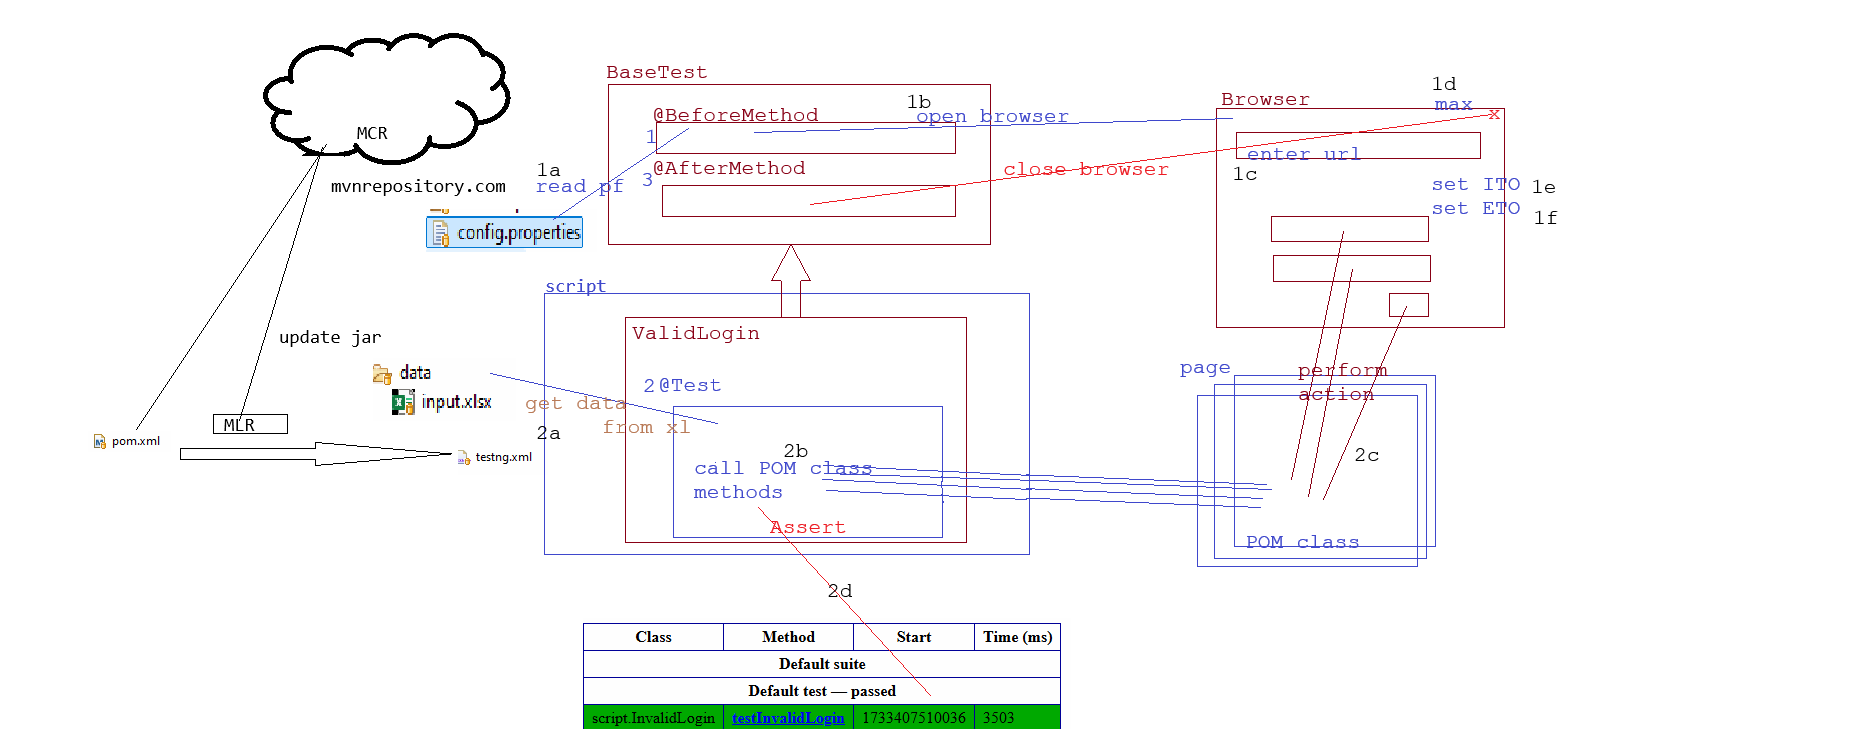 MCR
mvnrepository.com
update jar
MLR
pom.xml
testng.xml
BaseTest
@BeforeMethod
1b
open browser
1
@AfterMethod
3
close browser
1a
read pf
config.properties
Browser
1d
max
x
enter url
1c
set ITO
1e
set ETO
1f
script
ValidLogin
2@Test
data
input.xlsx
get data
from xl
2a
2b
call POM class
methods
Assert
page
perform
action
2c
POM class
2d
Class Method Start Time (ms)
Default suite
Default test — passed
script.InvalidLogin testInvalidLogin 1733407510036 3503